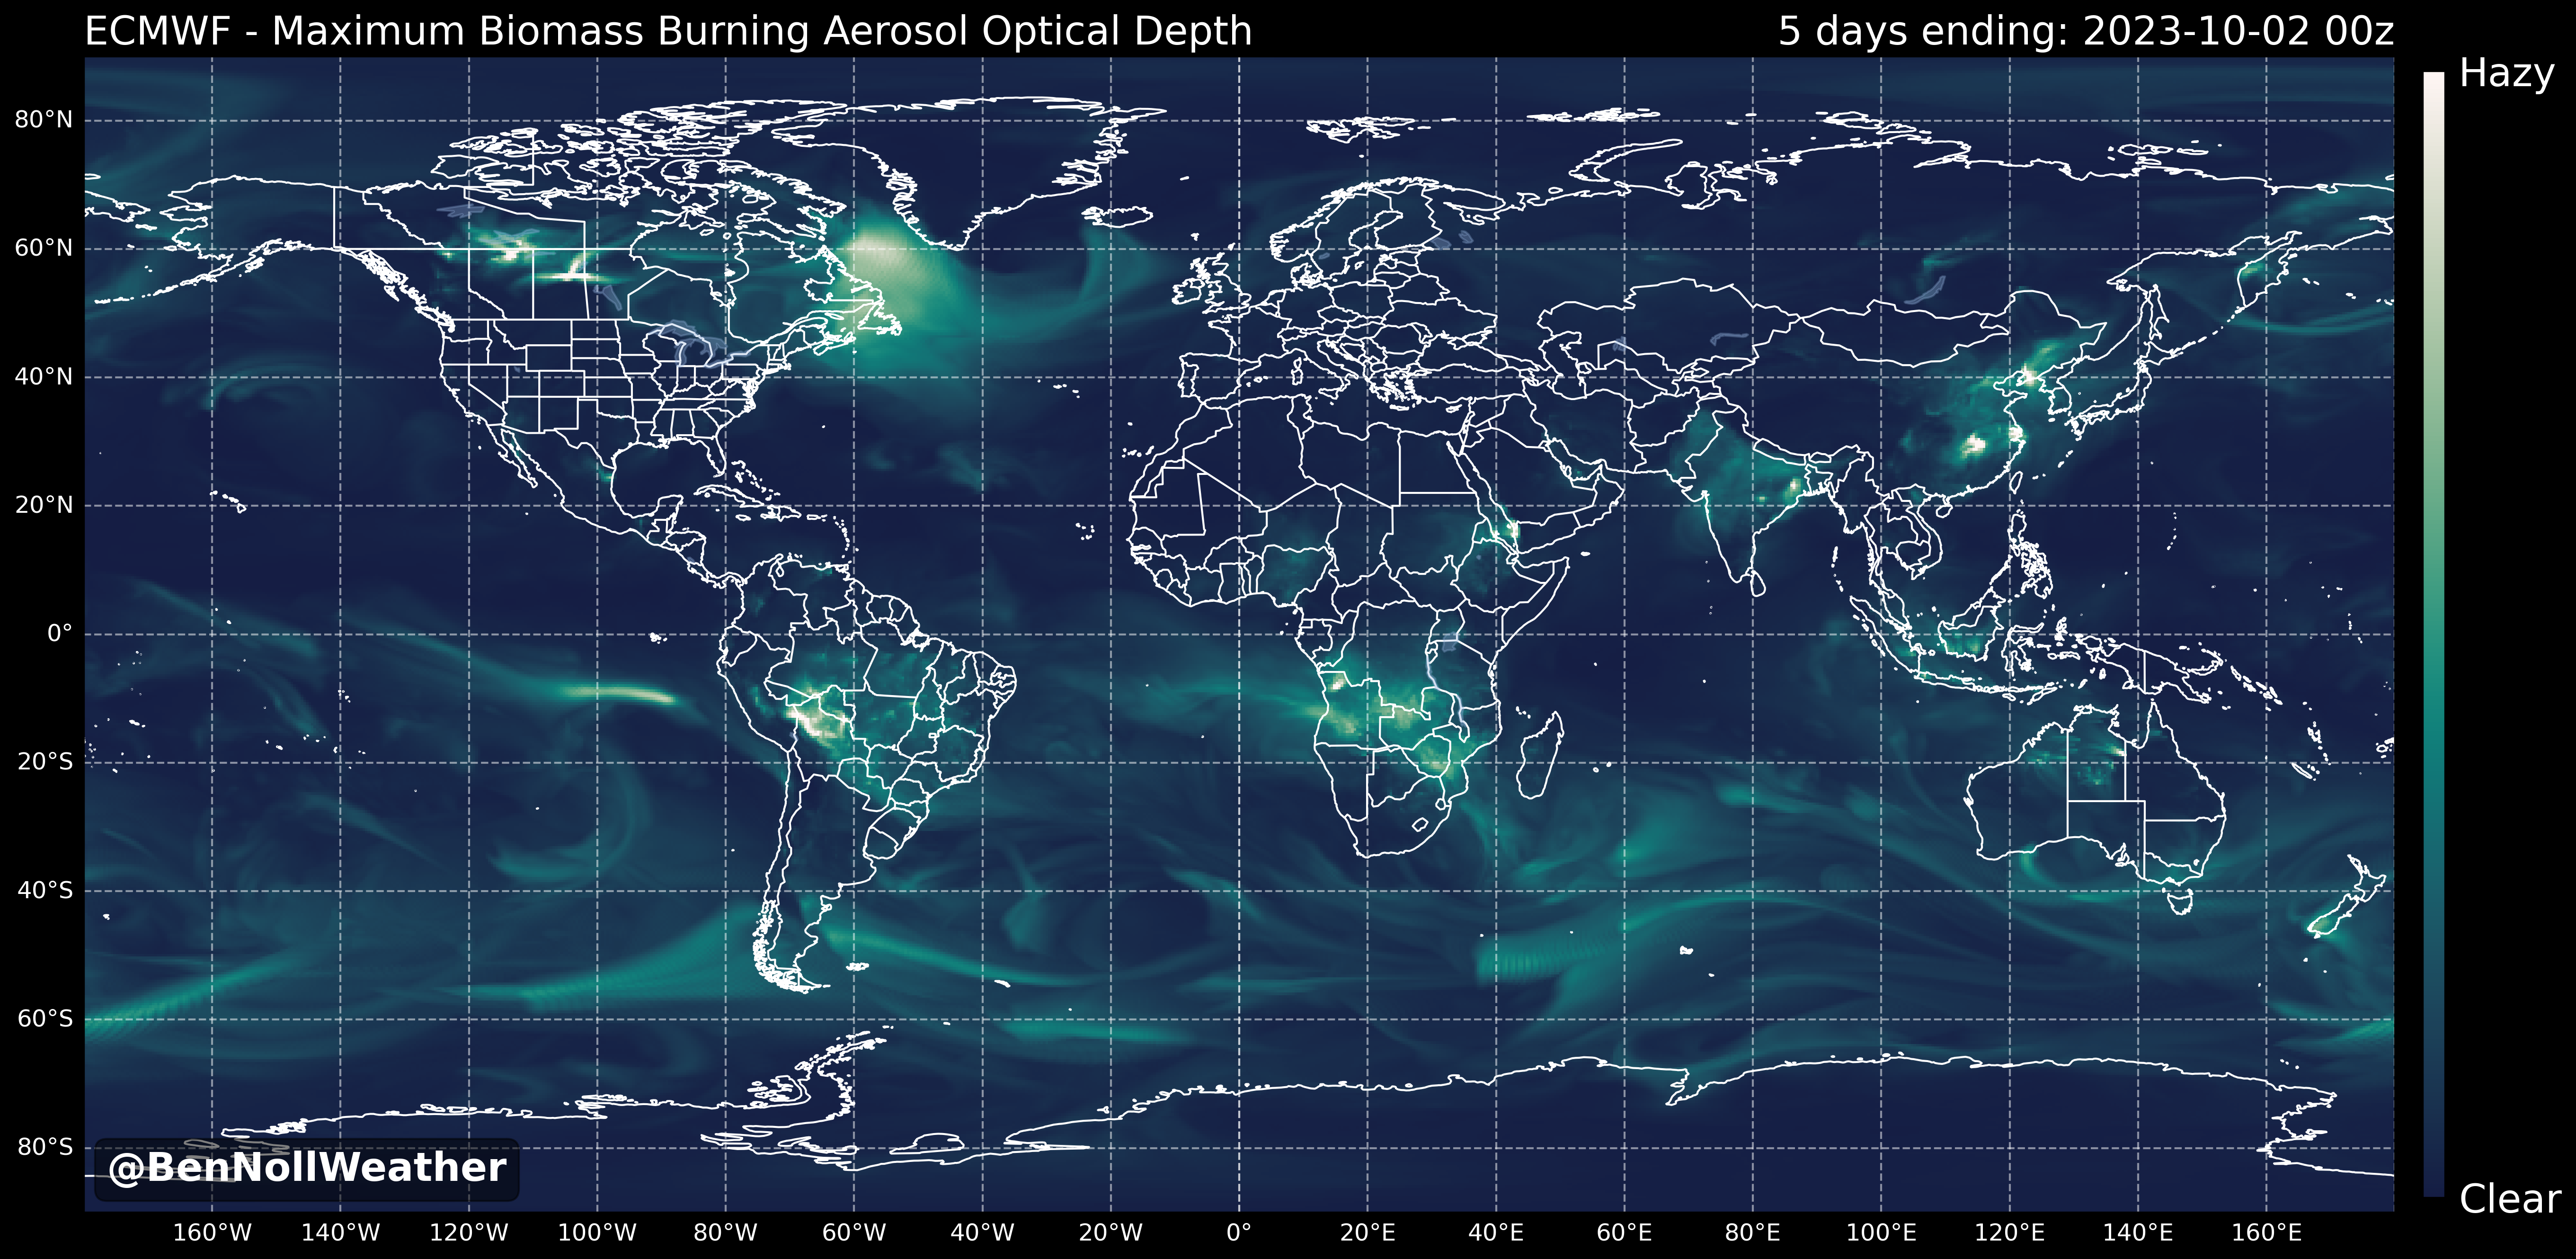 ECMWF - Maximum Biomass Burning Aerosol Optical Depth
5 days ending: 2023-10-02 00z
Hazy
80°N
60°N
40°N
20°N
0°
20°S
40°S
60°S
80°S
@BenNollWeather
Clear
160°W 140°W 120°W 100°W 80°W 60°W 40°W 20°W 0° 20°E 40°E 60°E 80°E 100°E 120°E 140°E 160°E